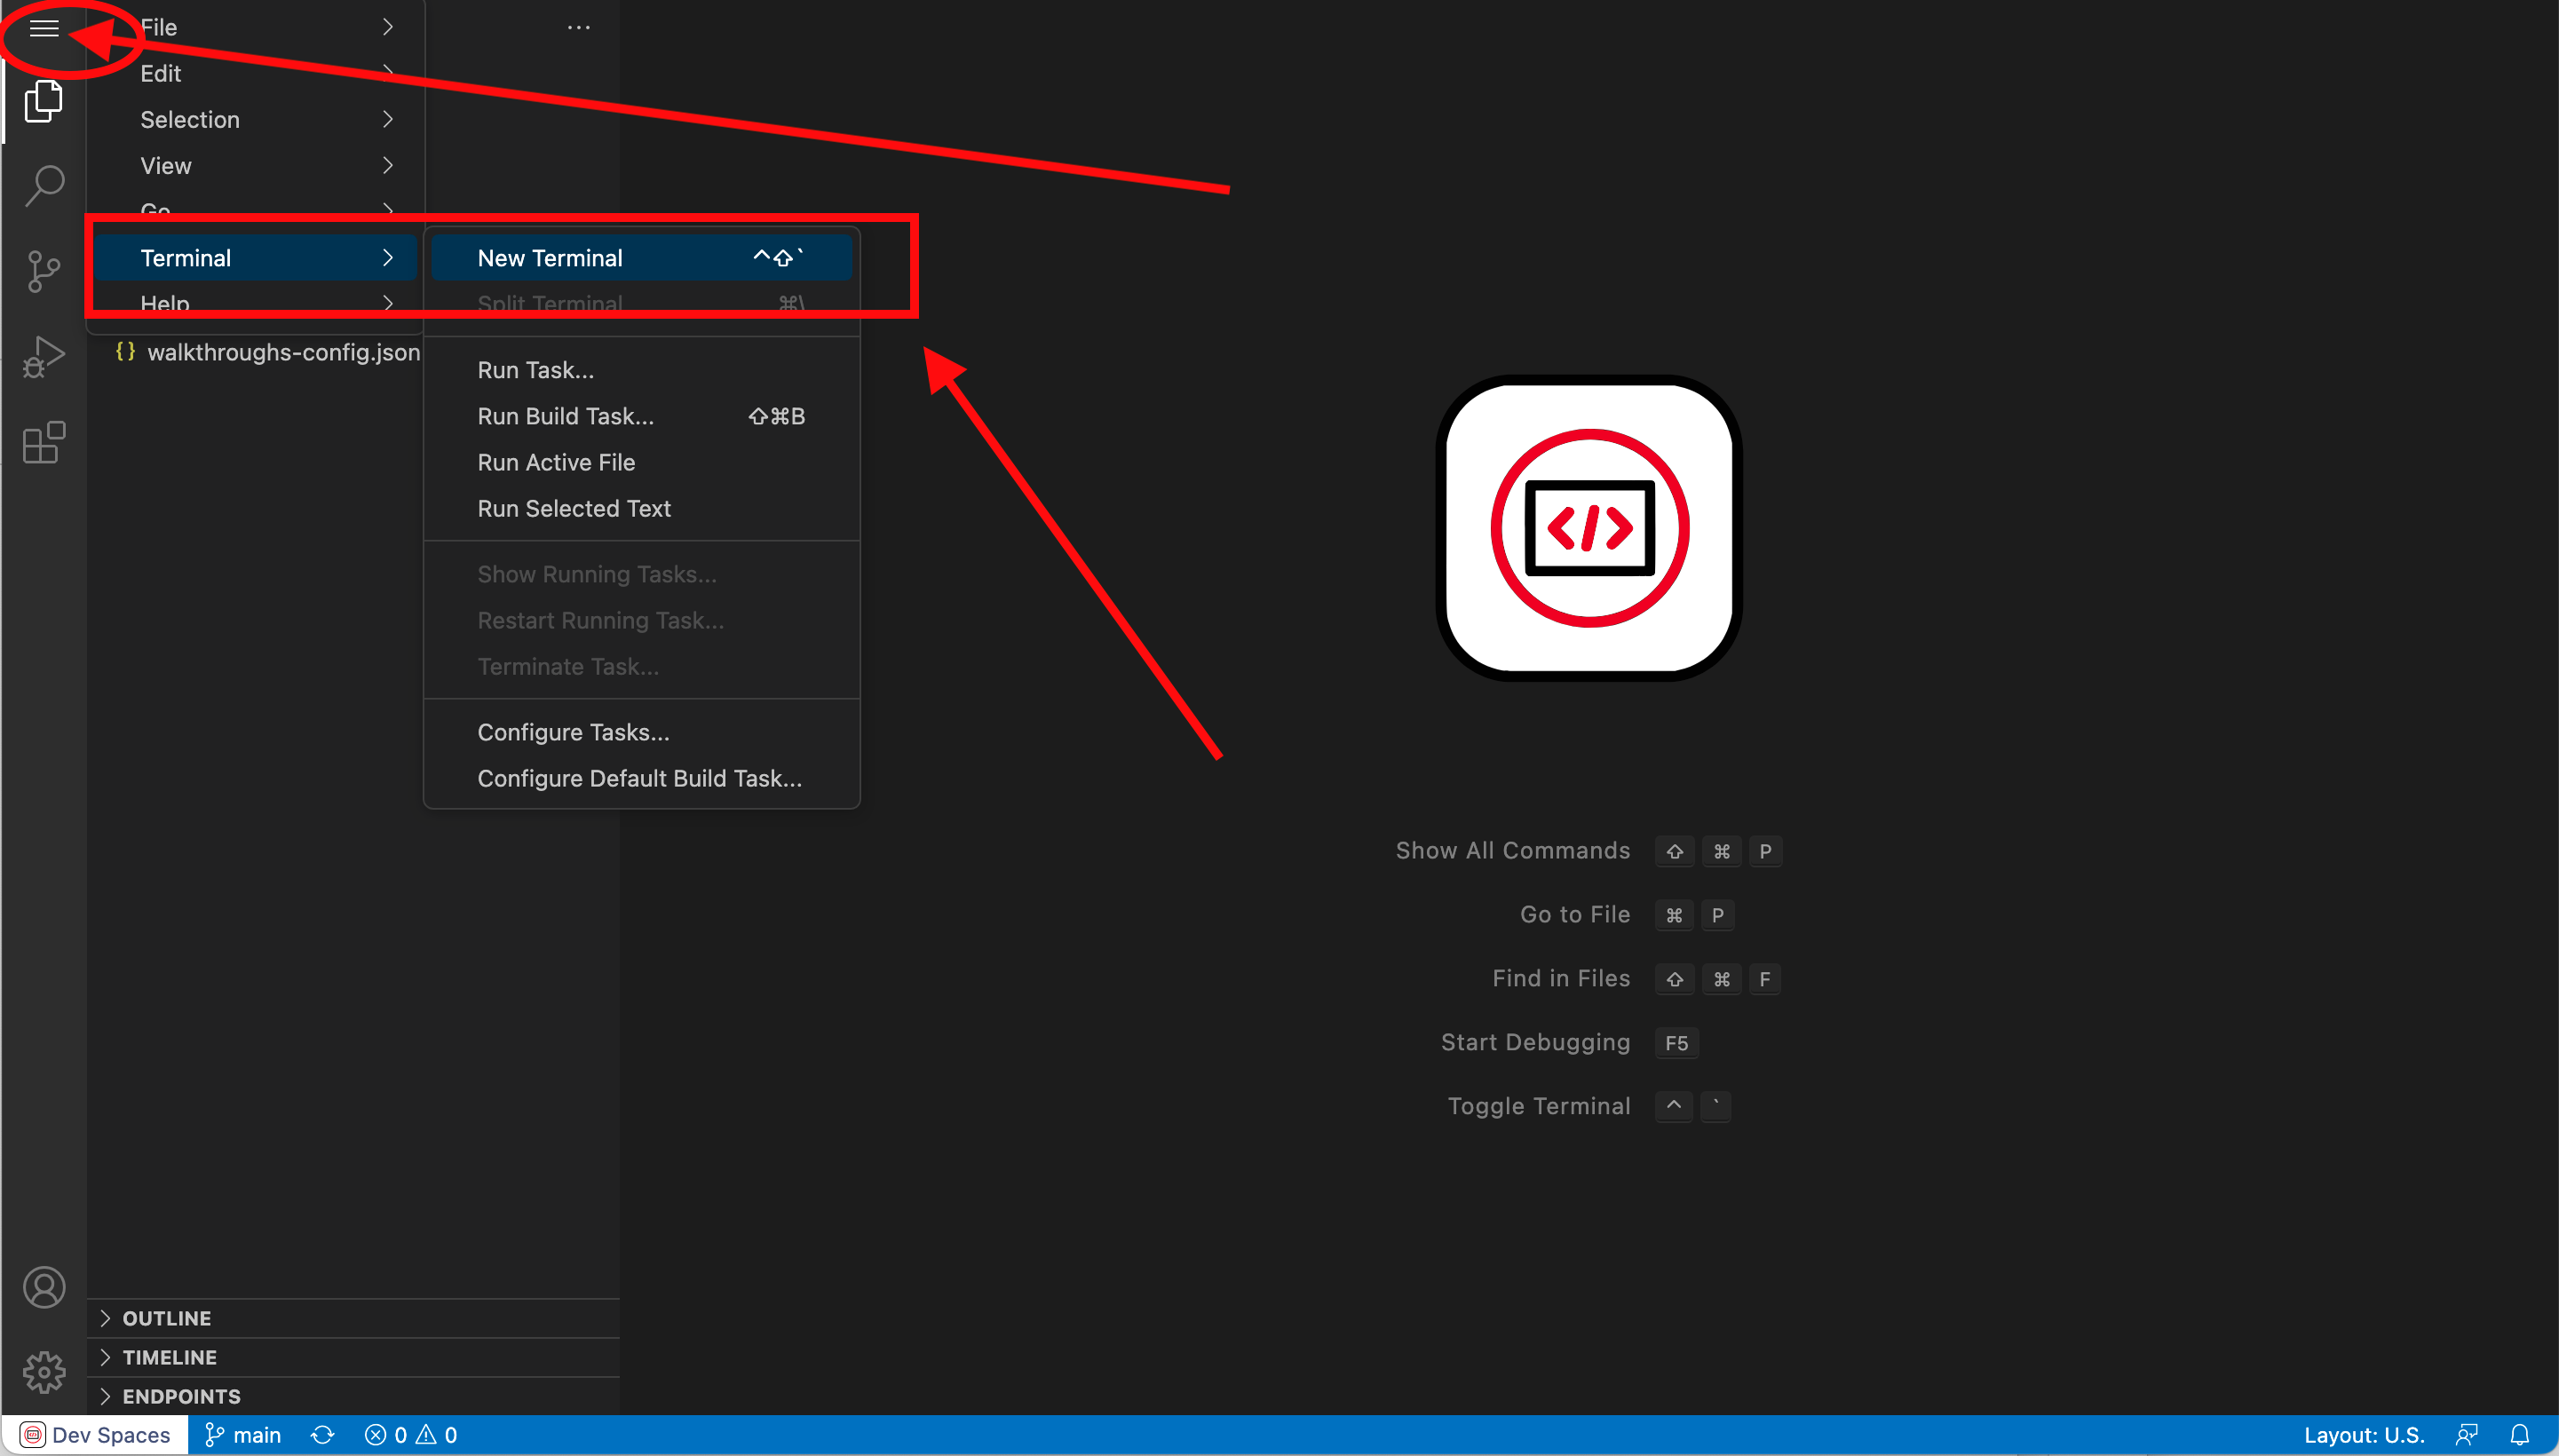 File
Edit
Selection
View
Go
Terminal
Help
New Terminal ^⇧`
Split Terminal ⌘\
Run Task...
Run Build Task... ⇧⌘B
Run Active File
Run Selected Text
Show Running Tasks...
Restart Running Task...
Terminate Task...
Configure Tasks...
Configure Default Build Task...
{} walkthroughs-config.json
</>
Show All Commands ⇧ ⌘ P
Go to File ⌘ P
Find in Files ⇧ ⌘ F
Start Debugging F5
Toggle Terminal ^ `
OUTLINE
TIMELINE
ENDPOINTS
Dev Spaces main 0 0 Layout: U.S.